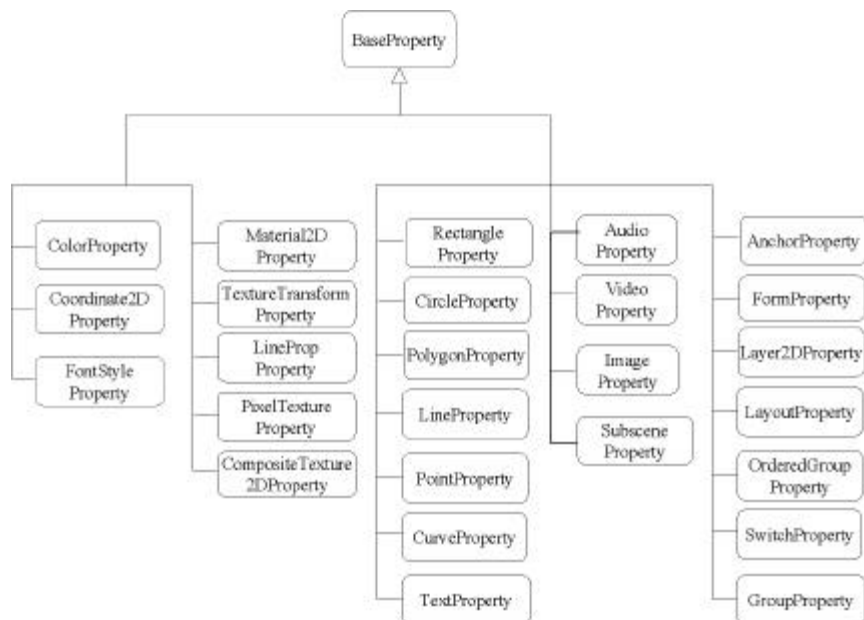 BaseProperty
ColorProperty
Coordinate2D
Property
FontStyle
Property
Material2D
Property
TextureTransform
Property
LineProp
Property
PixelTexture
Property
CompositeTexture
2DProperty
Rectangle
Property
CircleProperty
PolygonProperty
LineProperty
PointProperty
CurveProperty
TextProperty
Audio
Property
Video
Property
Image
Property
Subscene
Property
AnchorProperty
FormProperty
Layer2DProperty
LayoutProperty
OrderedGroup
Property
SwitchProperty
GroupProperty